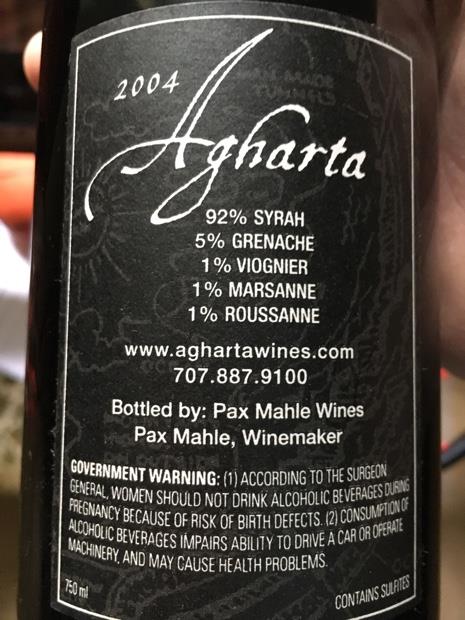 MAN MADE
TUNNELS
2004
Agharta
92% SYRAH
5% GRENACHE
1% VIOGNIER
1% MARSANNE
1% ROUSSANNE
www.aghartawines.com
707.887.9100
Bottled by: Pax Mahle Wines
Pax Mahle, Winemaker
GOVERNMENT WARNING: (1) ACCORDING TO THE SURGEON
GENERAL, WOMEN SHOULD NOT DRINK ALCOHOLIC BEVERAGES DURING
PREGNANCY BECAUSE OF RISK OF BIRTH DEFECTS. (2) CONSUMPTION OF
ALCOHOLIC BEVERAGES IMPAIRS ABILITY TO DRIVE A CAR OR OPERATE
MACHINERY, AND MAY CAUSE HEALTH PROBLEMS.
750 ml
CONTAINS SULFITES